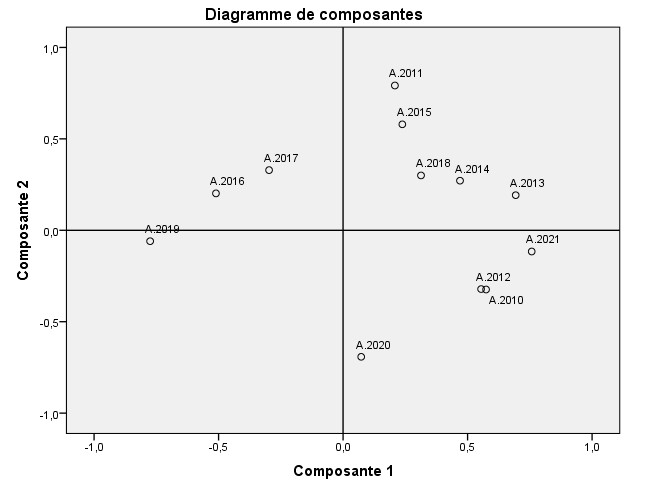 Diagramme de composantes
1,0
0,5
0,0
-0,5
-1,0
Composante 2
A.2011
A.2015
A.2018
A.2014
A.2013
A.2017
A.2016
A.2019
A.2021
A.2012
A.2010
A.2020
-1,0
-0,5
0,0
0,5
1,0
Composante 1